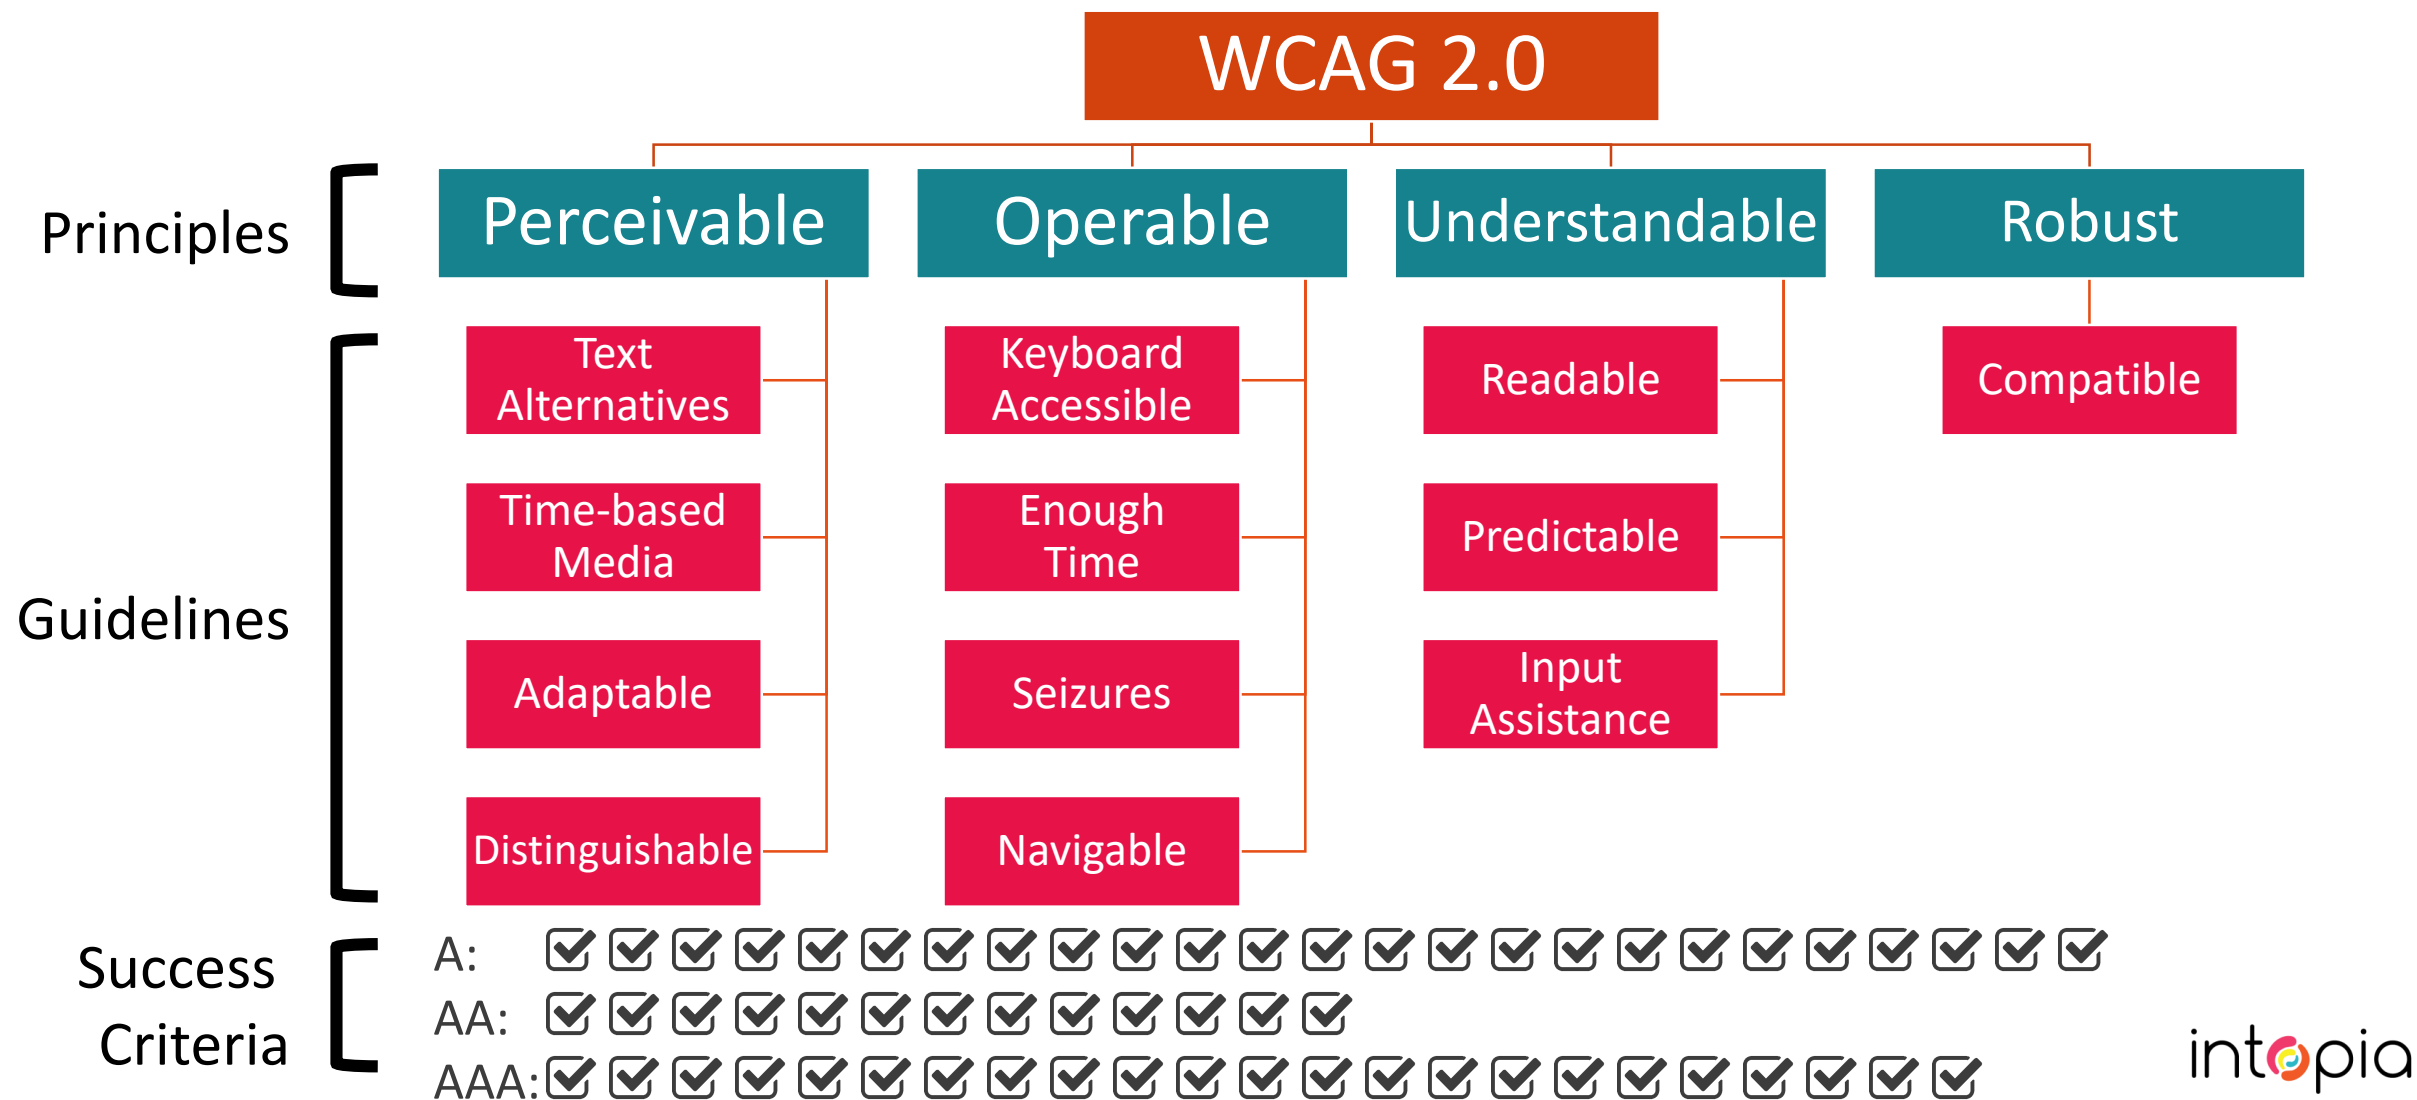 WCAG 2.0
Principles
Perceivable
Operable
Understandable
Robust
Guidelines
Text
Alternatives
Time-based
Media
Adaptable
Distinguishable
Keyboard
Accessible
Enough
Time
Seizures
Navigable
Readable
Predictable
Input
Assistance
Compatible
Success
Criteria
A:
AA:
AAA:
intopia